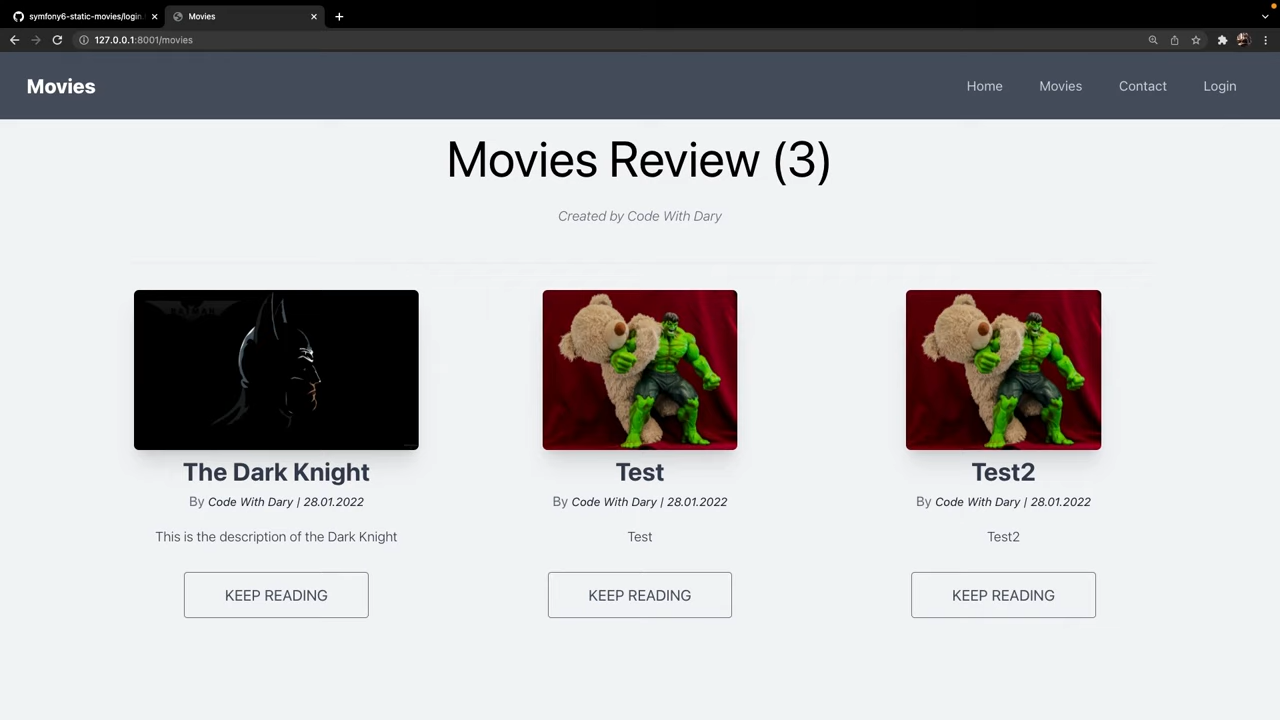 symfony6-static-movies/login.
Movies
127.0.0.1:8001/movies
Movies
Home Movies Contact Login
Movies Review (3)
Created by Code With Dary
BATMAN
The Dark Knight
By Code With Dary | 28.01.2022
This is the description of the Dark Knight
KEEP READING
Test
By Code With Dary | 28.01.2022
Test
KEEP READING
Test2
By Code With Dary | 28.01.2022
Test2
KEEP READING